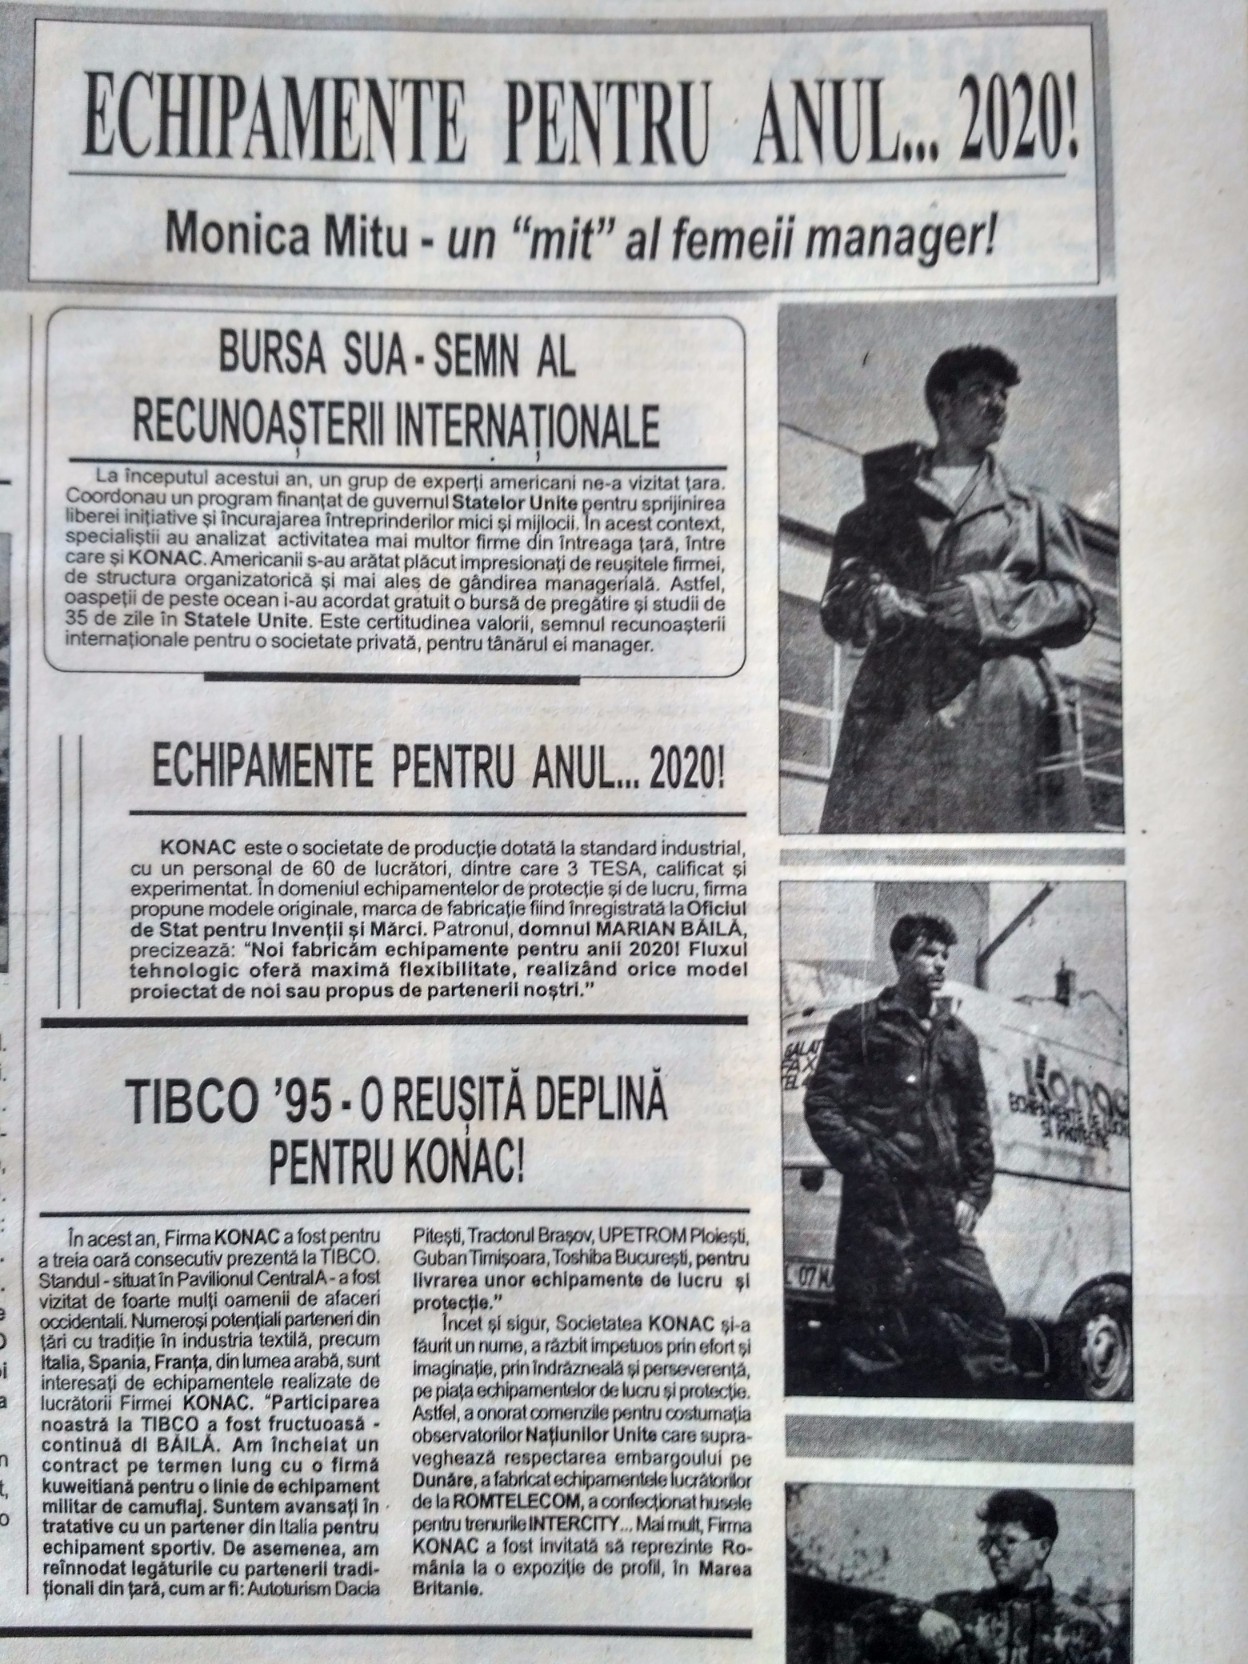 ECHIPAMENTE PENTRU ANUL... 2020!
Monica Mitu - un “mit” al femeii manager!
BURSA SUA - SEMN AL
RECUNOAȘTERII INTERNAȚIONALE
La începutul acestui an, un grup de experți americani ne-a vizitat țara.
Coordonau un program finanțat de guvernul Statelor Unite pentru sprijinirea
liberei inițiative și încurajarea întreprinderilor mici și mijlocii. In acest context,
specialiștii au analizat activitatea mai multor firme din întreaga țară, între
care și KONAC. Americanii s-au arătat plăcut impresionați de reușitele firmei,
de structura organizatorică și mai ales de gândirea managerială. Astfel,
oaspeții de peste ocean i-au acordat gratuit o bursă de pregătire și studii de
35 de zile în Statele Unite. Este certitudinea valorii, semnul recunoașterii
internaționale pentru o societate privată, pentru tânărul ei manager.
ECHIPAMENTE PENTRU ANUL... 2020!
KONAC este o societate de producție dotată la standard industrial,
cu un personal de 60 de lucrători, dintre care 3 TESA, calificat și
experimentat. În domeniul echipamentelor de protecție și de lucru, firma
propune modele originale, marca de fabricație fiind înregistrată la Oficiul
de Stat pentru Invenții și Mărci. Patronul, domnul MARIAN BĂILĂ,
precizează: “Noi fabricăm echipamente pentru anii 2020! Fluxul
tehnologic oferă maximă flexibilitate, realizând orice model
proiectat de noi sau propus de partenerii noștri.”
TIBCO ’95 - O REUȘITĂ DEPLINĂ
PENTRU KONAC!
În acest an, Firma KONAC a fost pentru
a treia oară consecutiv prezentă la TIBCO.
Standul - situat în Pavilionul Central A - a fost
vizitat de foarte mulți oamenii de afaceri
occidentali. Numeroși potențiali parteneri din
țări cu tradiție în industria textilă, precum
Italia, Spania, Franța, din lumea arabă, sunt
interesați de echipamentele realizate de
lucrătorii Firmei KONAC. “Participarea
noastră la TIBCO a fost fructuoasă -
continuă dl BĂILĂ. Am încheiat un
contract pe termen lung cu o firmă
kuweitiană pentru o linie de echipament
militar de camuflaj. Suntem avansați în
tratative cu un partener din Italia pentru
echipament sportiv. De asemenea, am
reînnodat legăturile cu partenerii tradi-
ționali din țară, cum ar fi: Autoturism Dacia
Pitești, Tractorul Brașov, UPETROM Ploiești,
Guban Timișoara, Toshiba București, pentru
livrarea unor echipamente de lucru și
protecție.”
Încet și sigur, Societatea KONAC și-a
făurit un nume, a răzbit impetuos prin efort și
imaginație, prin îndrăzneală și perseverență,
pe piața echipamentelor de lucru și protecție.
Astfel, a onorat comenzile pentru costumația
observatorilor Națiunilor Unite care supra-
veghează respectarea embargoului pe
Dunăre, a fabricat echipamentele lucrătorilor
de la ROMTELECOM, a confecționat husele
pentru trenurile INTERCITY... Mai mult, Firma
KONAC a fost invitată să reprezinte Ro-
mânia la o expoziție de profil, în Marea
Britanie.
GALAT
FAX
TEL
Konac
ECHIPAMENTE DE LUCRU
SI PROTECTIE
L 07